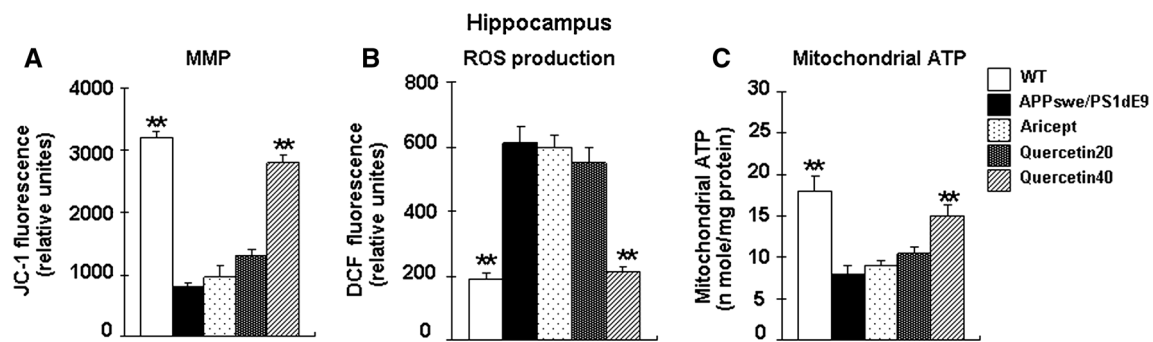 Hippocampus
A
MMP
JC-1 fluorescence
(relative unites)
4000
3000
2000
1000
0
**
**
B
ROS production
DCF fluorescence
(relative unites)
800
600
400
200
0
**
**
C
Mitochondrial ATP
Mitochondrial ATP
(n mole/mg protein)
30
25
20
15
10
5
0
**
**
WT
APPswe/PS1dE9
Aricept
Quercetin20
Quercetin40